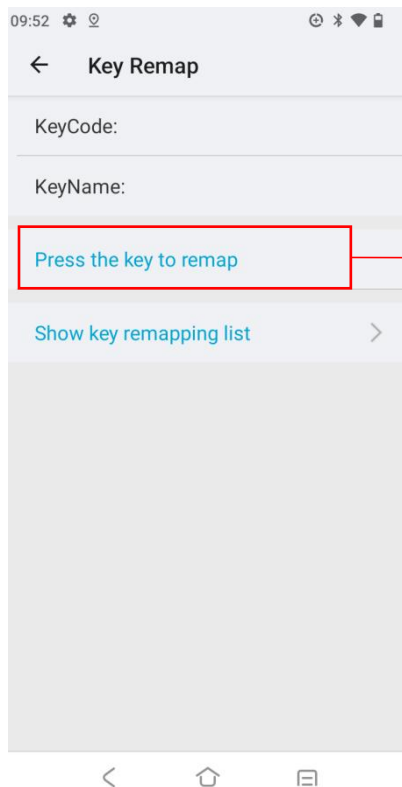 09:52
Key Remap
KeyCode:
KeyName:
Press the key to remap
Show key remapping list